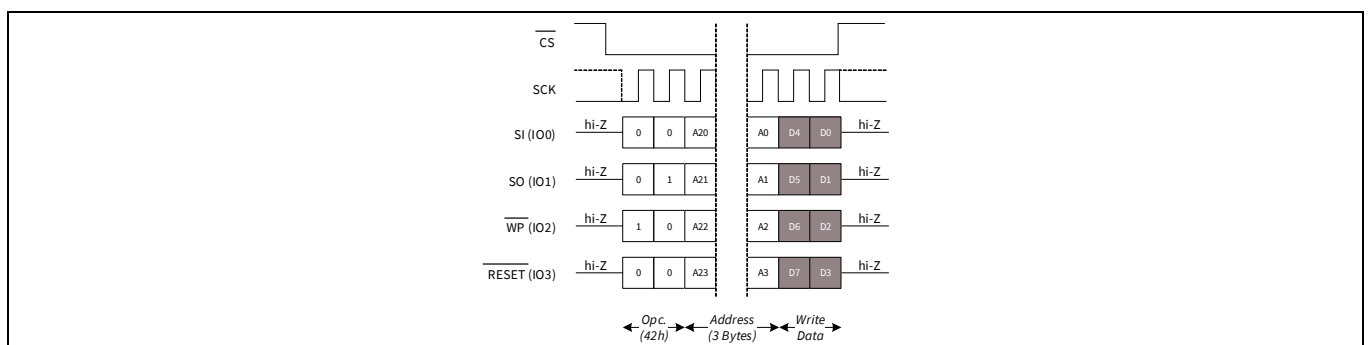 CS
SCK
SI (IO0) hi-Z 0 0 A20 A0 D4 D0 hi-Z
SO (IO1) hi-Z 0 1 A21 A1 D5 D1 hi-Z
WP (IO2) hi-Z 1 0 A22 A2 D6 D2 hi-Z
RESET (IO3) hi-Z 0 0 A23 A3 D7 D3 hi-Z
Opc. Address Write
(42h) (3 Bytes) Data